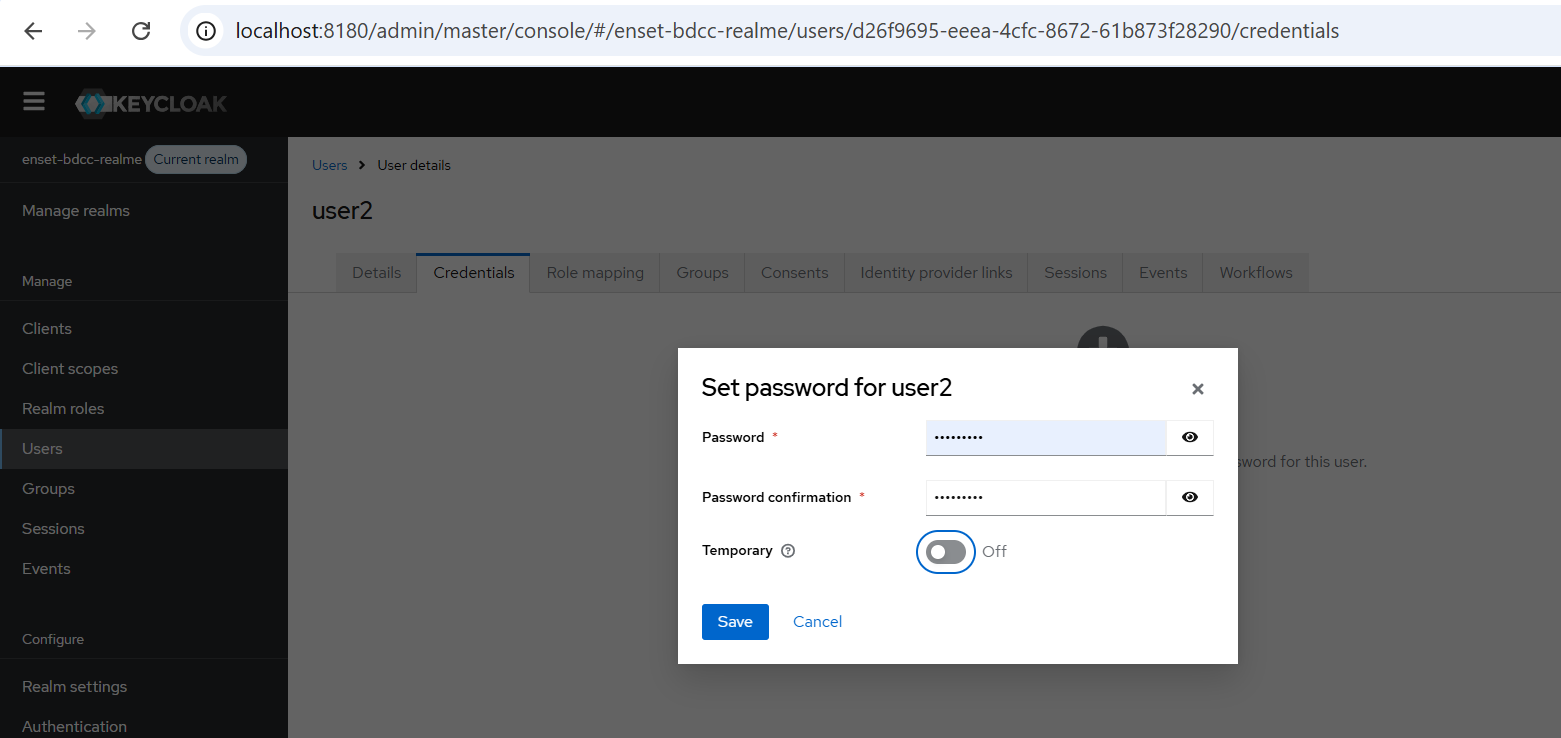 localhost:8180/admin/master/console/#/enset-bdcc-realme/users/d26f9695-eeea-4cfc-8672-61b873f28290/credentials
KEYCLOAK
enset-bdcc-realme Current realm
Manage realms
Manage
Clients
Client scopes
Realm roles
Users
Groups
Sessions
Events
Configure
Realm settings
Authentication
Users > User details
user2
Details Credentials Role mapping Groups Consents Identity provider links Sessions Events Workflows
Set password for user2
Password *
•••••••••
Password confirmation *
•••••••••
Temporary ? Off
Save Cancel
for this user.